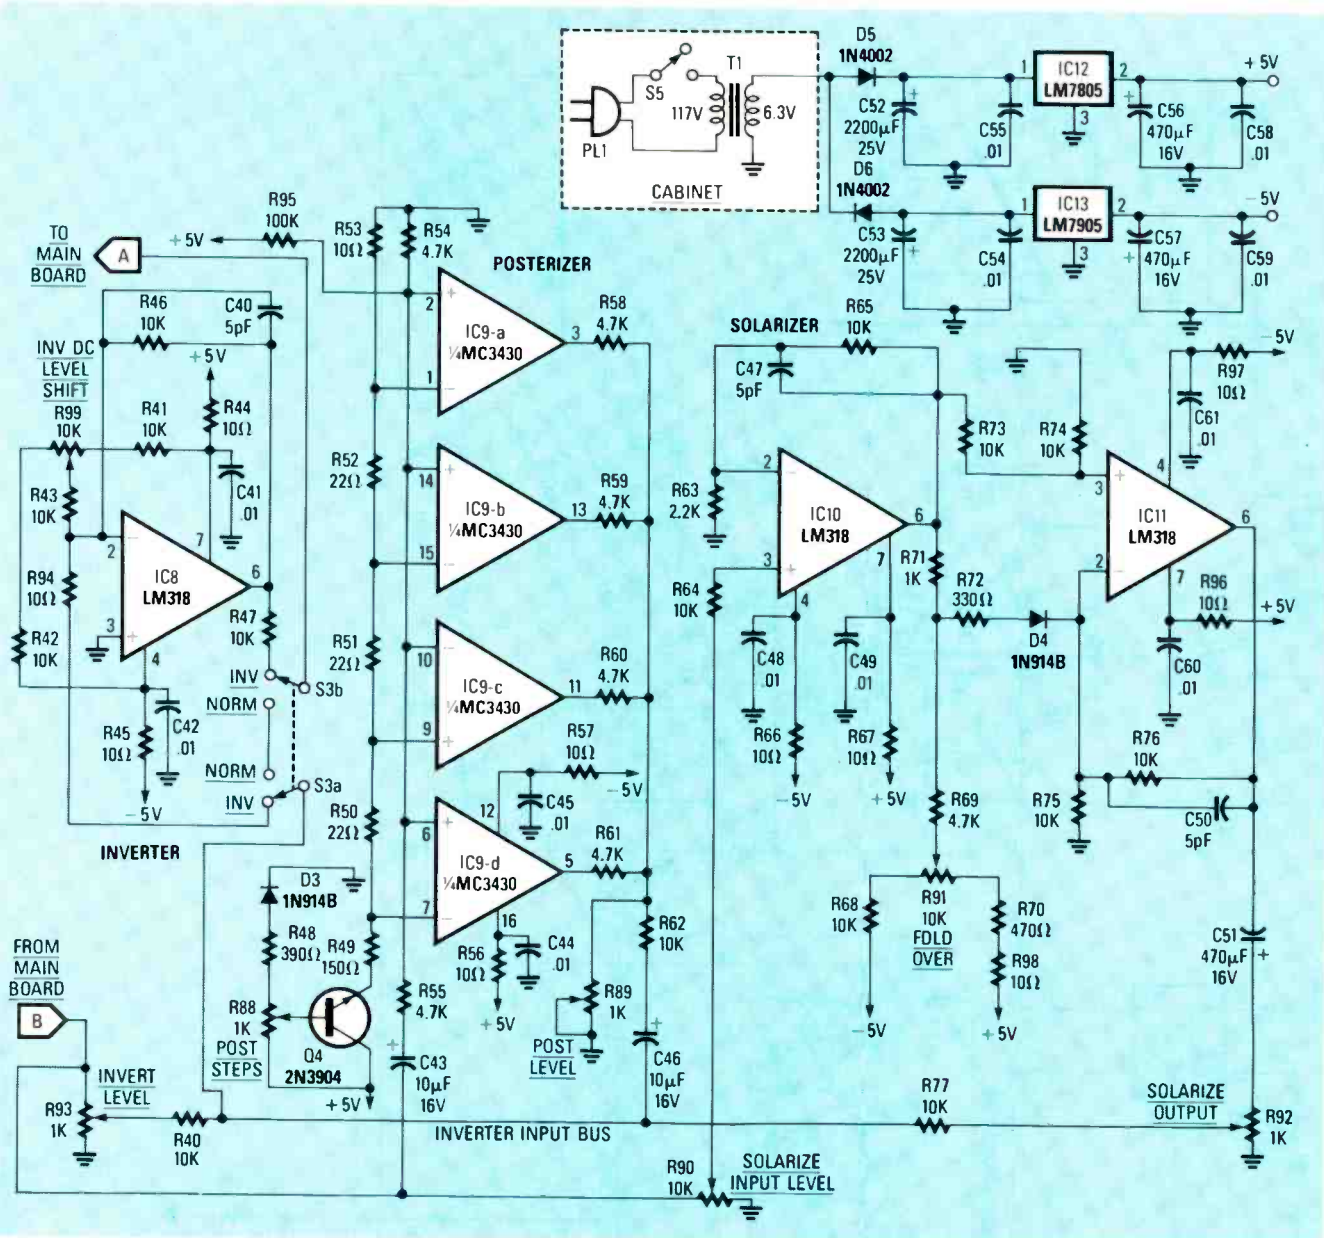 D5
1N4002
S5
T1
117V
6.3V
PL1
CABINET
C52
2200µF
25V
C55
.01
1
IC12
LM7805
2
3
+5V
C56
470µF
16V
C58
.01
D6
1N4002
C53
2200µF
25V
C54
.01
1
IC13
LM7905
2
3
-5V
C57
470µF
16V
C59
.01
TO
MAIN
BOARD
A
+5V
R95
100K
R53
10Ω
R54
4.7K
POSTERIZER
R46
10K
C40
5pF
INV DC
LEVEL
SHIFT
R99
10K
R41
10K
+5V
R44
10Ω
C41
.01
R43
10K
R94
10Ω
R42
10K
2
-
3
+
IC8
LM318
7
6
4
R47
10K
R45
10Ω
C42
.01
-5V
INV
S3b
NORM
NORM
S3a
INV
INVERTER
2
+
1
-
IC9-a
¼MC3430
3
R58
4.7K
R52
22Ω
14
+
15
-
IC9-b
¼MC3430
13
R59
4.7K
R51
22Ω
10
-
9
+
IC9-c
¼MC3430
11
R60
4.7K
R57
10Ω
-5V
C45
.01
R50
22Ω
12
6
+
7
-
IC9-d
¼MC3430
5
16
R61
4.7K
R56
10Ω
C44
.01
+5V
D3
1N914B
R48
390Ω
R49
150Ω
R88
1K
POST
STEPS
Q4
2N3904
+5V
R55
4.7K
+
C43
10µF
16V
R89
1K
POST
LEVEL
R62
10K
+
C46
10µF
16V
FROM
MAIN
BOARD
B
INVERT
LEVEL
R93
1K
R40
10K
INVERTER INPUT BUS
SOLARIZER
R65
10K
C47
5pF
R63
2.2K
R64
10K
2
-
3
+
IC10
LM318
6
7
4
C48
.01
C49
.01
R66
10Ω
-5V
R67
10Ω
+5V
R73
10K
R74
10K
R71
1K
R72
330Ω
D4
1N914B
3
+
2
-
IC11
LM318
4
6
7
C61
.01
R97
10Ω
-5V
R96
10Ω
+5V
C60
.01
R76
10K
R75
10K
C50
5pF
R69
4.7K
R68
10K
-5V
R91
10K
FDLD
OVER
R70
470Ω
R98
10Ω
+5V
C51
470µF
16V
+
R77
10K
SOLARIZE
OUTPUT
R92
1K
R90
10K
SOLARIZE
INPUT LEVEL